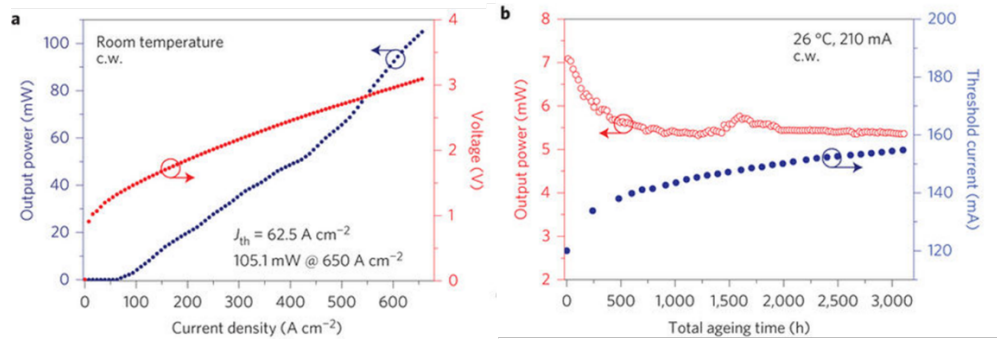 a
Room temperature
c.w.
J_th = 62.5 A cm⁻²
105.1 mW @ 650 A cm⁻²
Output power (mW)
0
20
40
60
80
100
Voltage (V)
0
1
2
3
4
0 100 200 300 400 500 600
Current density (A cm⁻²)
b
26 °C, 210 mA
c.w.
Output power (mW)
2
3
4
5
6
7
8
Threshold current (mA)
120
140
160
180
200
0 500 1,000 1,500 2,000 2,500 3,000
Total ageing time (h)